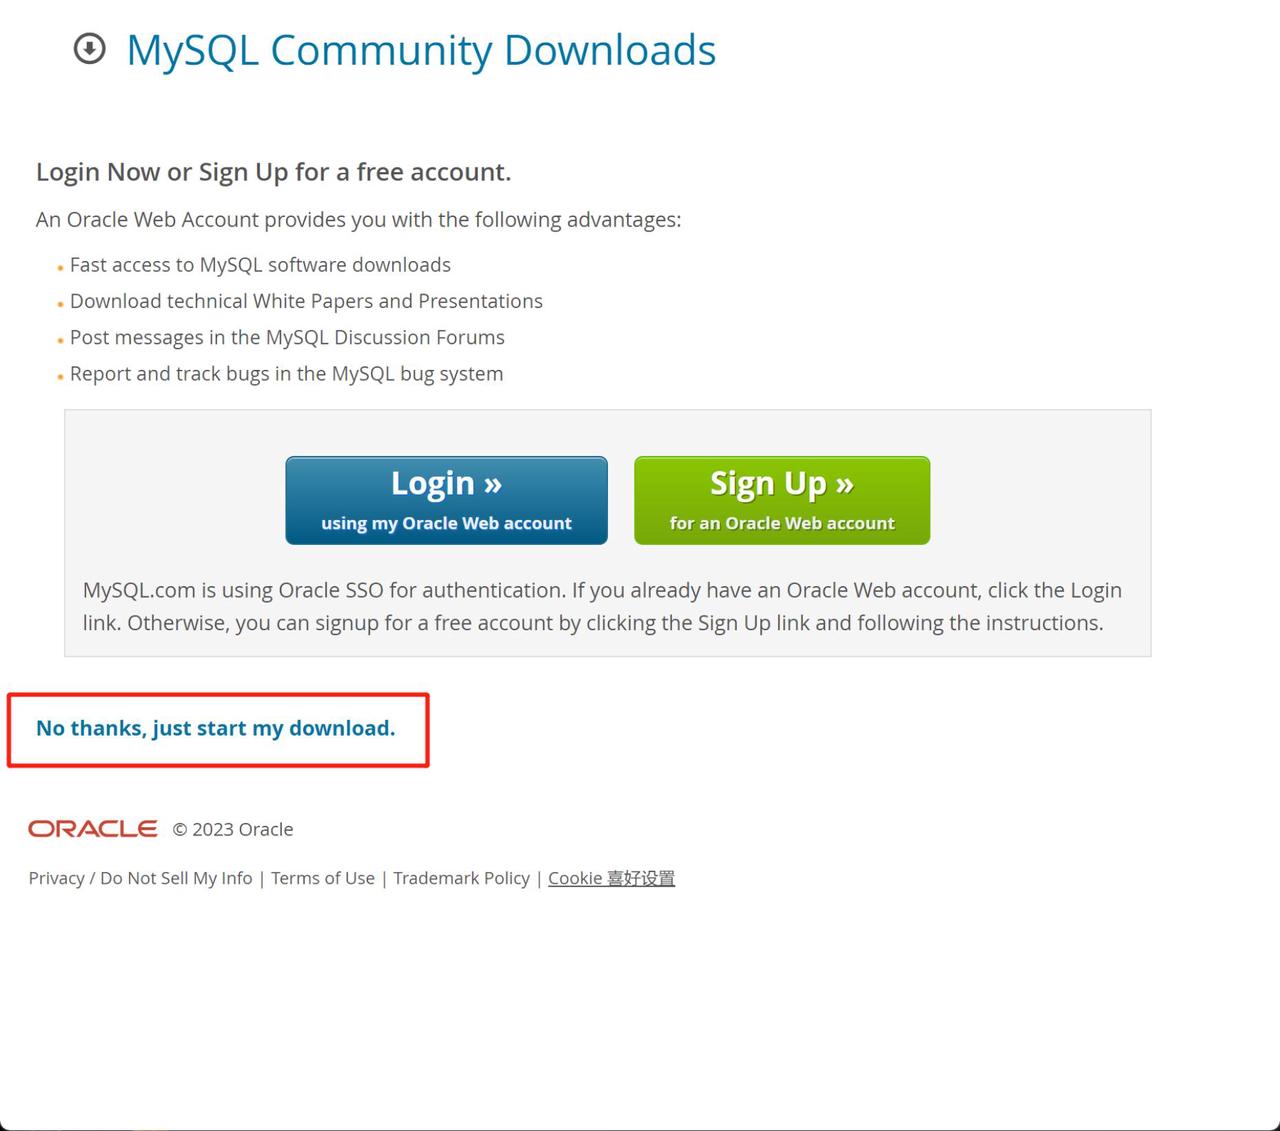 MySQL Community Downloads
Login Now or Sign Up for a free account.
An Oracle Web Account provides you with the following advantages:
Fast access to MySQL software downloads
Download technical White Papers and Presentations
Post messages in the MySQL Discussion Forums
Report and track bugs in the MySQL bug system
Login »
using my Oracle Web account
Sign Up »
for an Oracle Web account
MySQL.com is using Oracle SSO for authentication. If you already have an Oracle Web account, click the Login
link. Otherwise, you can signup for a free account by clicking the Sign Up link and following the instructions.
No thanks, just start my download.
ORACLE © 2023 Oracle
Privacy / Do Not Sell My Info | Terms of Use | Trademark Policy | Cookie 喜好设置